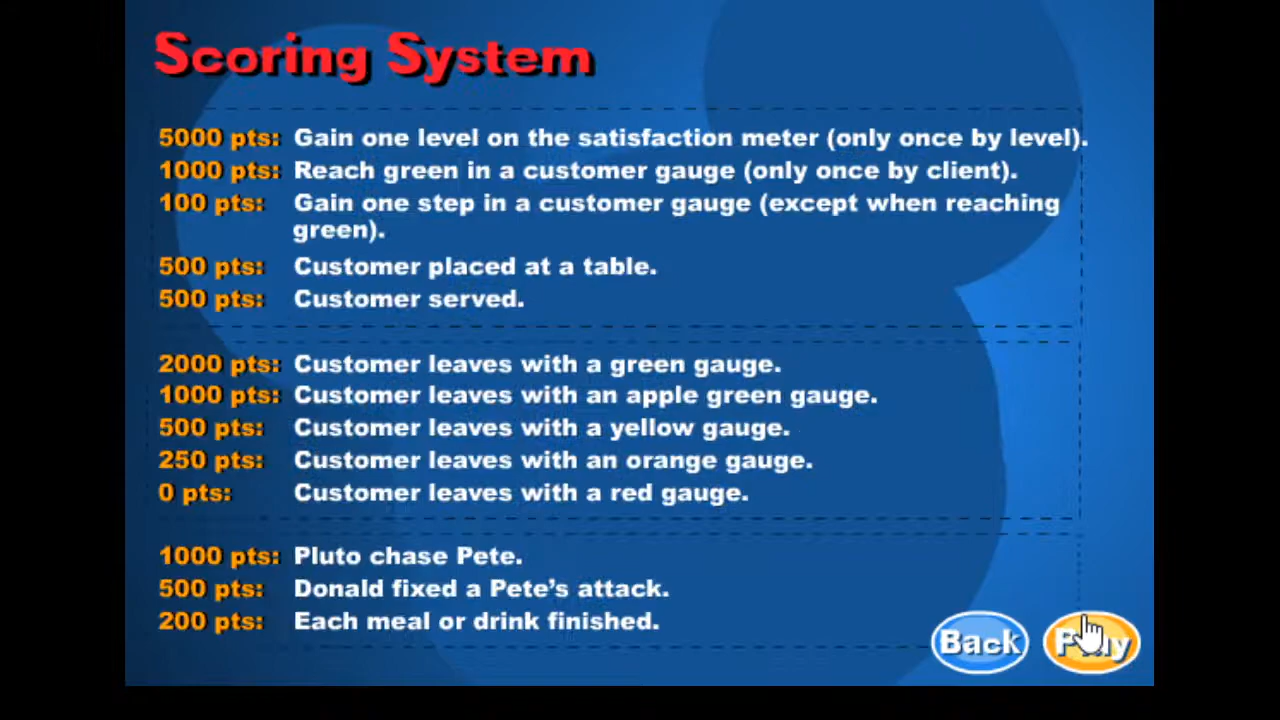 Scoring System
5000 pts: Gain one level on the satisfaction meter (only once by level).
1000 pts: Reach green in a customer gauge (only once by client).
100 pts: Gain one step in a customer gauge (except when reaching
green).
500 pts: Customer placed at a table.
500 pts: Customer served.
2000 pts: Customer leaves with a green gauge.
1000 pts: Customer leaves with an apple green gauge.
500 pts: Customer leaves with a yellow gauge.
250 pts: Customer leaves with an orange gauge.
0 pts: Customer leaves with a red gauge.
1000 pts: Pluto chase Pete.
500 pts: Donald fixed a Pete's attack.
200 pts: Each meal or drink finished.
Back Play